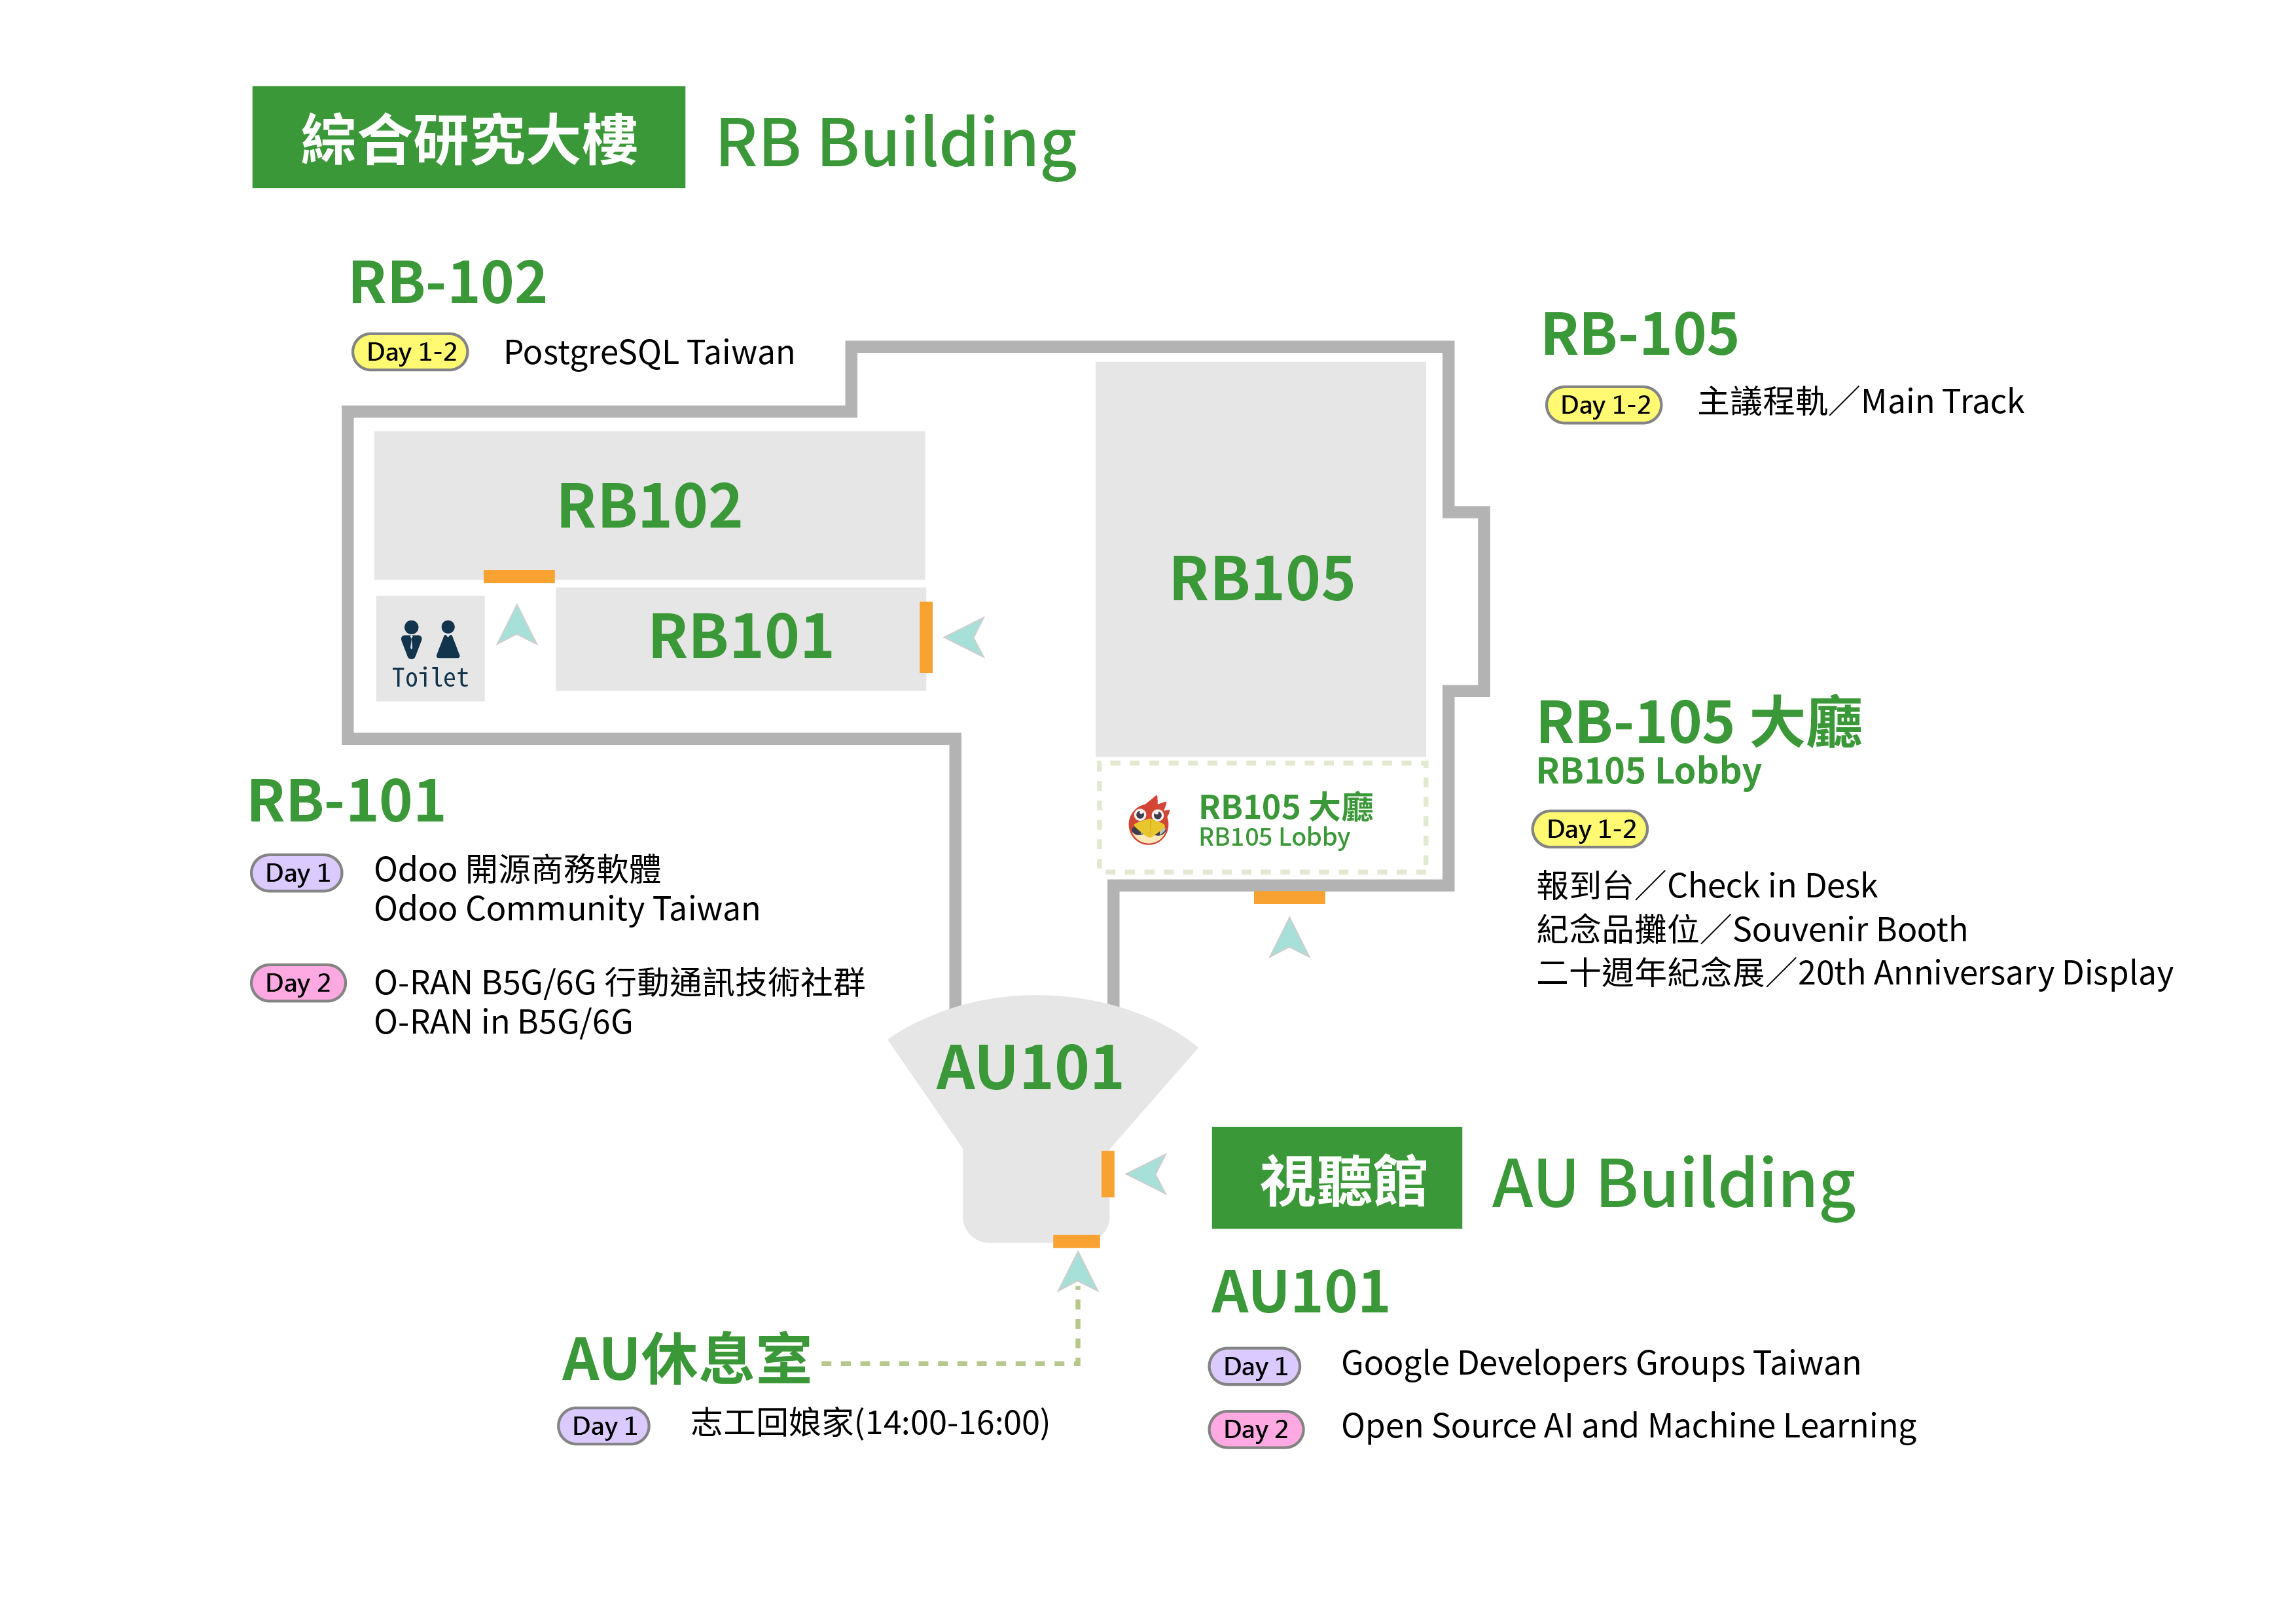 綜合研究大樓
RB Building
RB-102
Day 1-2
PostgreSQL Taiwan
RB-105
Day 1-2
主議程軌／Main Track
RB102
RB105
RB101
Toilet
RB-105 大廳
RB105 Lobby
Day 1-2
報到台／Check in Desk
紀念品攤位／Souvenir Booth
二十週年紀念展／20th Anniversary Display
RB105 大廳
RB105 Lobby
RB-101
Day 1
Odoo 開源商務軟體
Odoo Community Taiwan
Day 2
O-RAN B5G/6G 行動通訊技術社群
O-RAN in B5G/6G
AU101
視聽館
AU Building
AU101
Day 1
Google Developers Groups Taiwan
Day 2
Open Source AI and Machine Learning
AU休息室
Day 1
志工回娘家(14:00-16:00)